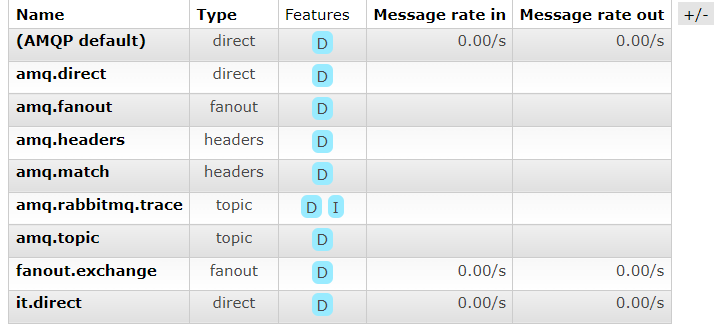 Name Type Features Message rate in Message rate out +/-
(AMQP default) direct D 0.00/s 0.00/s
amq.direct direct D
amq.fanout fanout D
amq.headers headers D
amq.match headers D
amq.rabbitmq.trace topic D I
amq.topic topic D
fanout.exchange fanout D 0.00/s 0.00/s
it.direct direct D 0.00/s 0.00/s